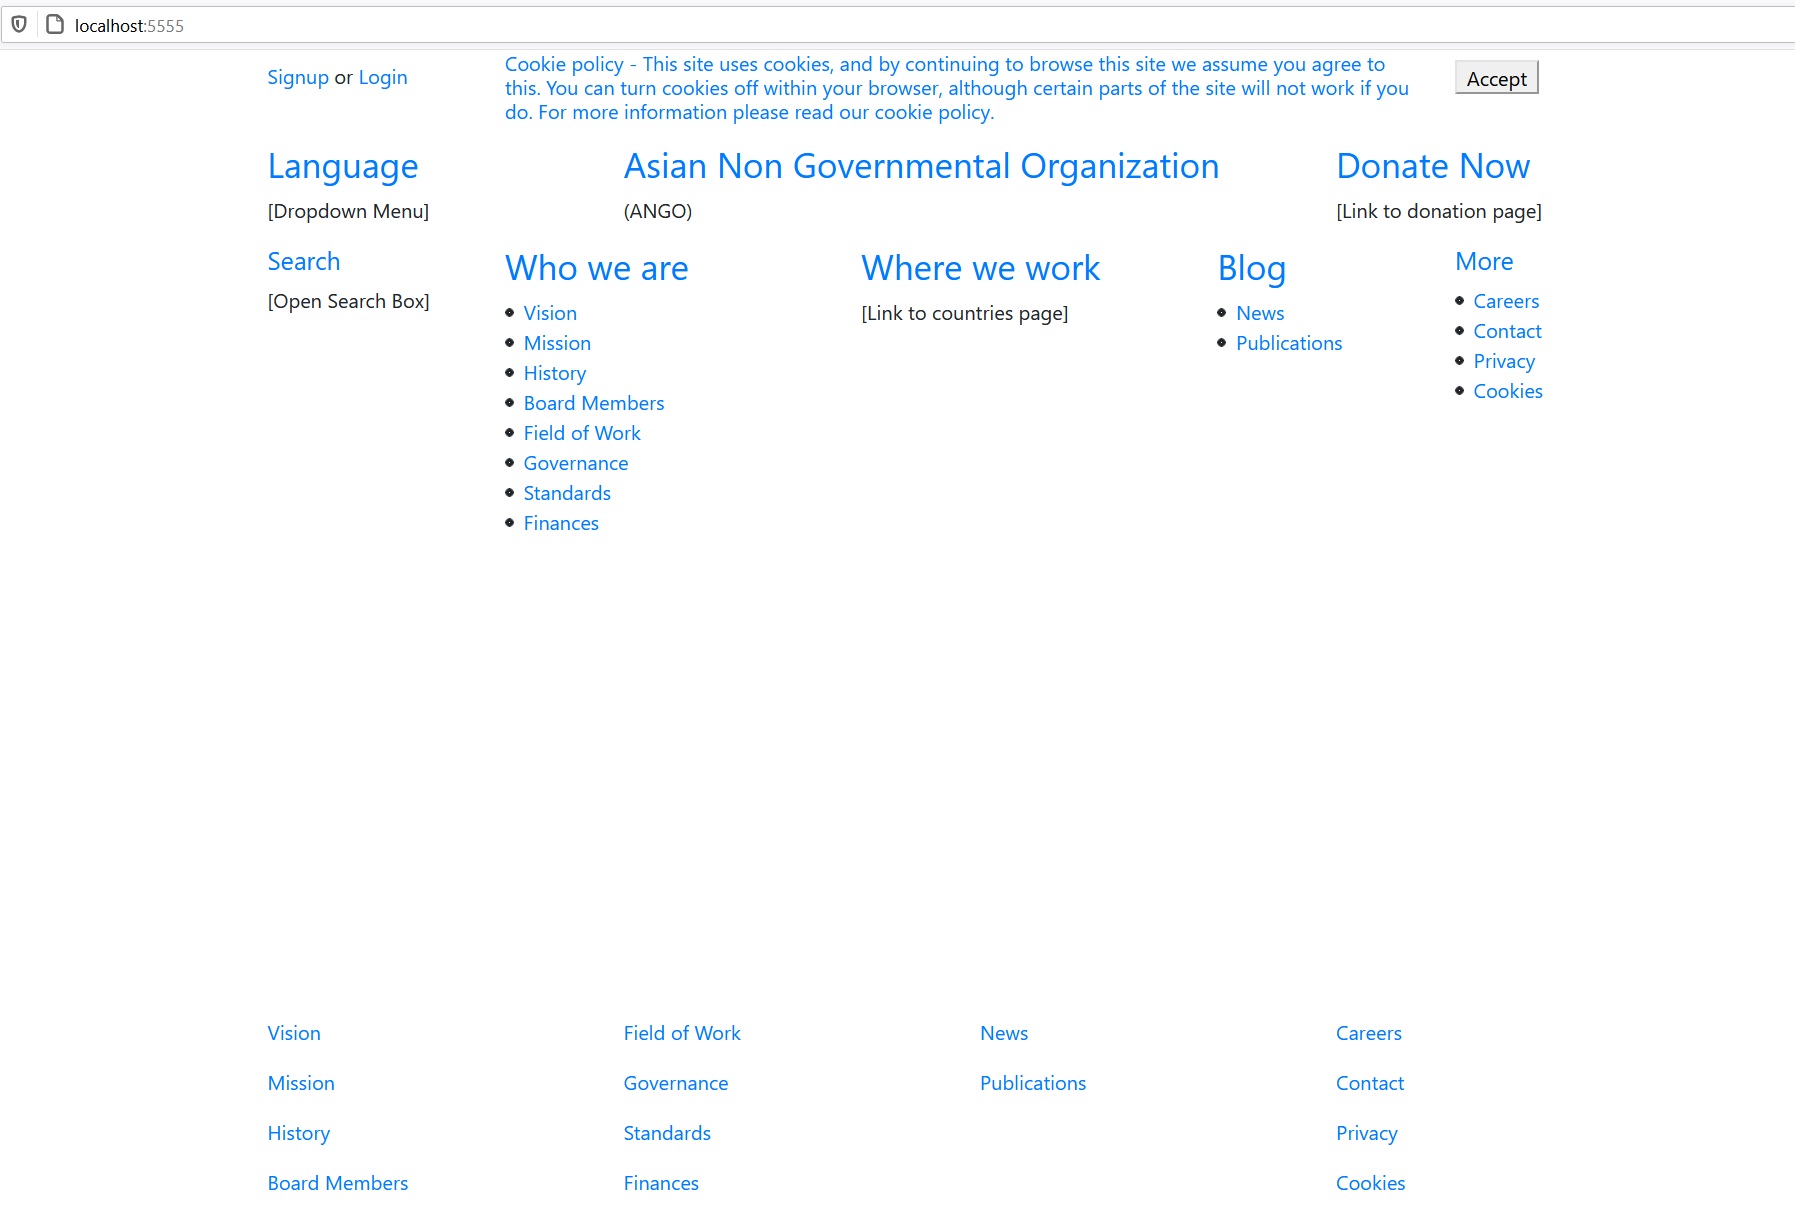 localhost:5555
Signup or Login
Cookie policy - This site uses cookies, and by continuing to browse this site we assume you agree to
this. You can turn cookies off within your browser, although certain parts of the site will not work if you
do. For more information please read our cookie policy.
Accept
Language
[Dropdown Menu]
Asian Non Governmental Organization
(ANGO)
Donate Now
[Link to donation page]
Search
[Open Search Box]
Who we are
Vision
Mission
History
Board Members
Field of Work
Governance
Standards
Finances
Where we work
[Link to countries page]
Blog
News
Publications
More
Careers
Contact
Privacy
Cookies
Vision
Mission
History
Board Members
Field of Work
Governance
Standards
Finances
News
Publications
Careers
Contact
Privacy
Cookies